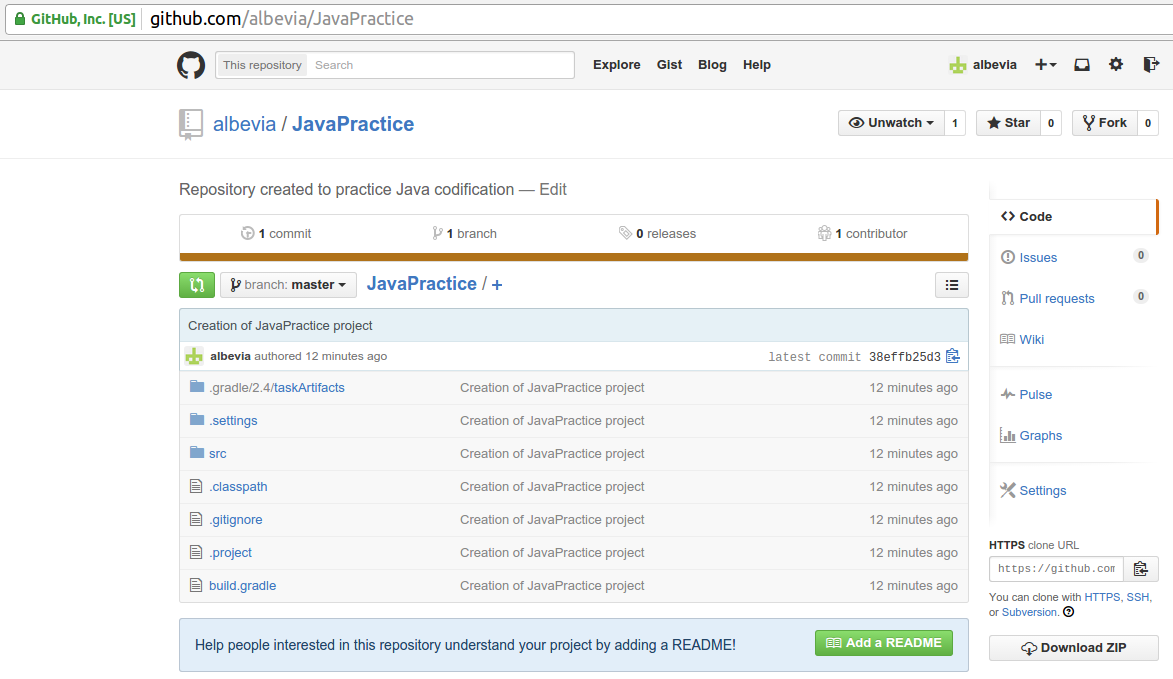 GitHub, Inc. [US] github.com/albevia/JavaPractice
This repository Search Explore Gist Blog Help albevia
albevia / JavaPractice Unwatch 1 Star 0 Fork 0
Repository created to practice Java codification — Edit
1 commit 1 branch 0 releases 1 contributor
branch: master JavaPractice / +
Creation of JavaPractice project
albevia authored 12 minutes ago latest commit 38effb25d3
.gradle/2.4/taskArtifacts Creation of JavaPractice project 12 minutes ago
.settings Creation of JavaPractice project 12 minutes ago
src Creation of JavaPractice project 12 minutes ago
.classpath Creation of JavaPractice project 12 minutes ago
.gitignore Creation of JavaPractice project 12 minutes ago
.project Creation of JavaPractice project 12 minutes ago
build.gradle Creation of JavaPractice project 12 minutes ago
Help people interested in this repository understand your project by adding a README! Add a README
Code
Issues 0
Pull requests 0
Wiki
Pulse
Graphs
Settings
HTTPS clone URL
https://github.com
You can clone with HTTPS, SSH,
or Subversion.
Download ZIP